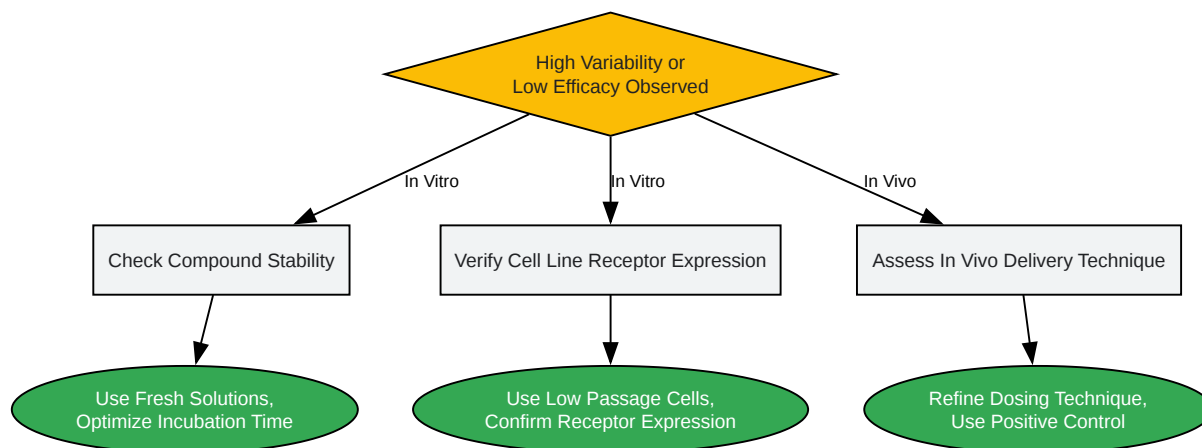 High Variability or
Low Efficacy Observed
In Vitro
In Vitro
In Vivo
Check Compound Stability
Verify Cell Line Receptor Expression
Assess In Vivo Delivery Technique
Use Fresh Solutions,
Optimize Incubation Time
Use Low Passage Cells,
Confirm Receptor Expression
Refine Dosing Technique,
Use Positive Control